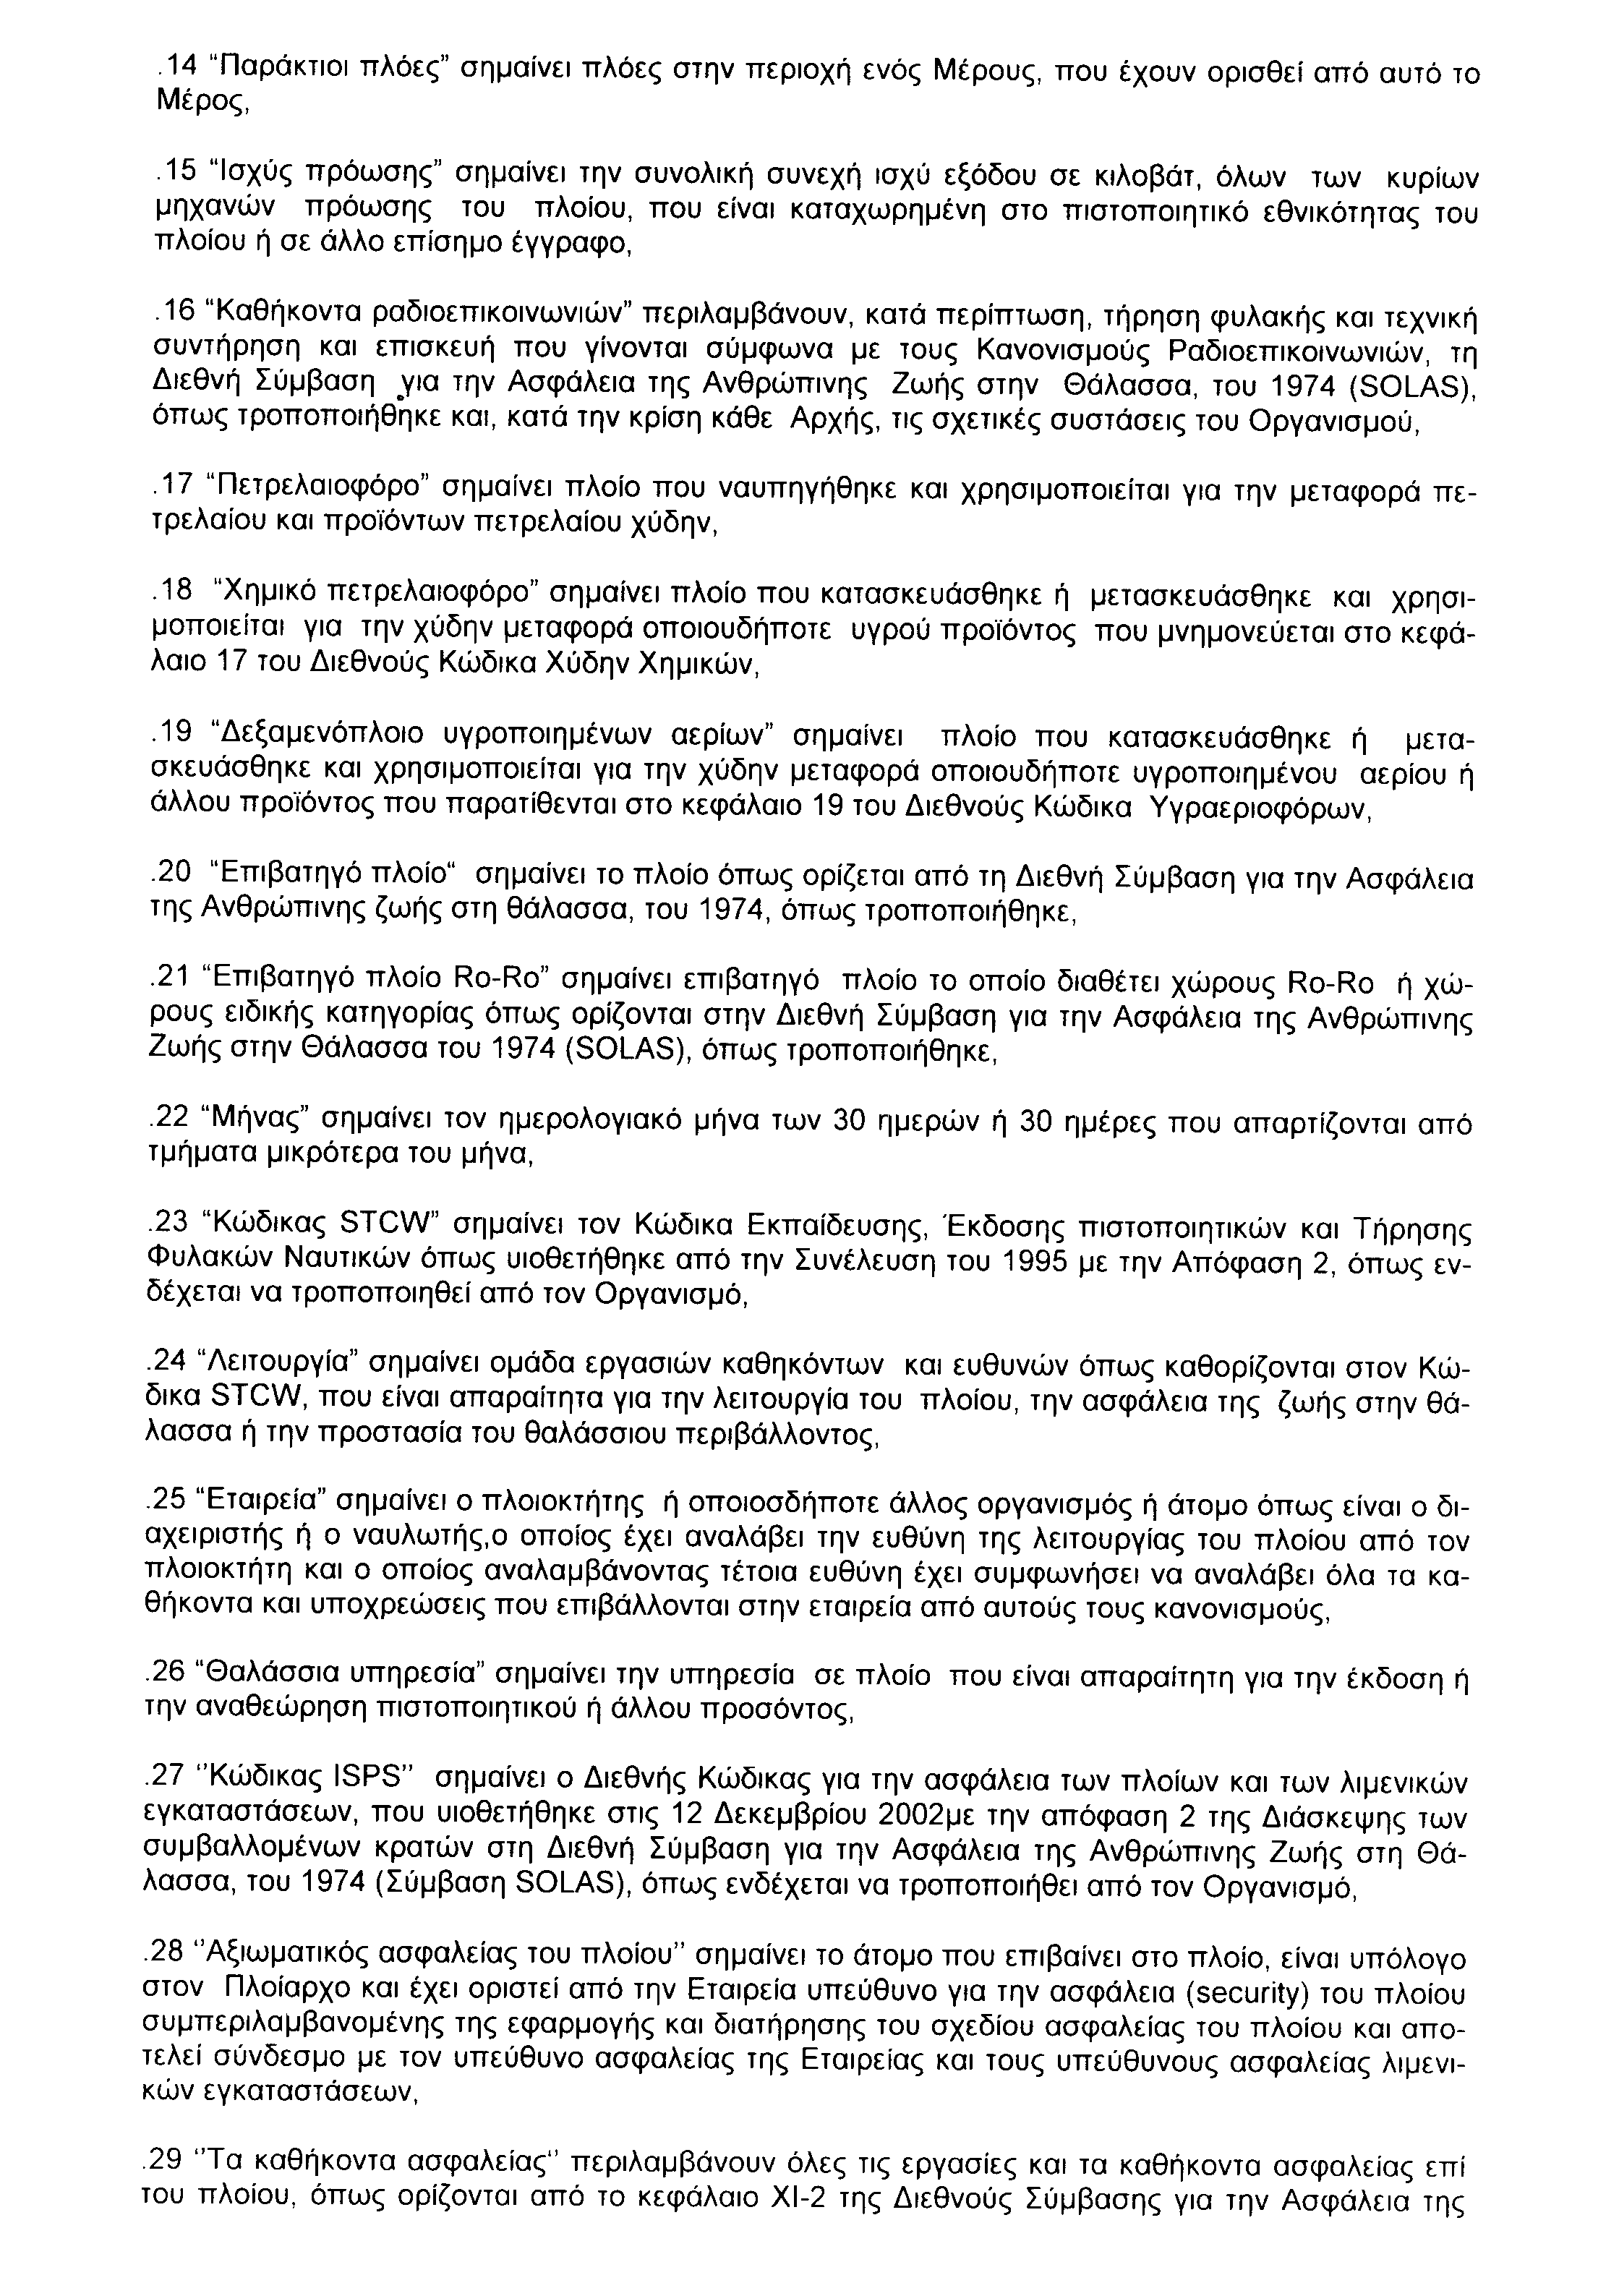 .14 “Παράκτιοι πλόες” σημαίνει πλόες στην περιοχή ενός Μέρους, που έχουν ορισθεί από αυτό το
Μέρος,
.15 “Ισχύς πρόωσης” σημαίνει την συνολική συνεχή ισχύ εξόδου σε κιλοβάτ, όλων των κυρίων
μηχανών πρόωσης του πλοίου, που είναι καταχωρημένη στο πιστοποιητικό εθνικότητας του
πλοίου ή σε άλλο επίσημο έγγραφο,
.16 “Καθήκοντα ραδιοεπικοινωνιών” περιλαμβάνουν, κατά περίπτωση, τήρηση φυλακής και τεχνική
συντήρηση και επισκευή που γίνονται σύμφωνα με τους Κανονισμούς Ραδιοεπικοινωνιών, τη
Διεθνή Σύμβαση για την Ασφάλεια της Ανθρώπινης Ζωής στην Θάλασσα, του 1974 (SOLAS),
όπως τροποποιήθηκε και, κατά την κρίση κάθε Αρχής, τις σχετικές συστάσεις του Οργανισμού,
.17 “Πετρελαιοφόρο” σημαίνει πλοίο που ναυπηγήθηκε και χρησιμοποιείται για την μεταφορά πε-
τρελαίου και προϊόντων πετρελαίου χύδην,
.18 “Χημικό πετρελαιοφόρο” σημαίνει πλοίο που κατασκευάσθηκε ή μετασκευάσθηκε και χρησι-
μοποιείται για την χύδην μεταφορά οποιουδήποτε υγρού προϊόντος που μνημονεύεται στο κεφά-
λαιο 17 του Διεθνούς Κώδικα Χύδην Χημικών,
.19 “Δεξαμενόπλοιο υγροποιημένων αερίων” σημαίνει πλοίο που κατασκευάσθηκε ή μετα-
σκευάσθηκε και χρησιμοποιείται για την χύδην μεταφορά οποιουδήποτε υγροποιημένου αερίου ή
άλλου προϊόντος που παρατίθενται στο κεφάλαιο 19 του Διεθνούς Κώδικα Υγραεριοφόρων,
.20 “Επιβατηγό πλοίο“ σημαίνει το πλοίο όπως ορίζεται από τη Διεθνή Σύμβαση για την Ασφάλεια
της Ανθρώπινης ζωής στη θάλασσα, του 1974, όπως τροποποιήθηκε,
.21 “Επιβατηγό πλοίο Ro-Ro” σημαίνει επιβατηγό πλοίο το οποίο διαθέτει χώρους Ro-Ro ή χώ-
ρους ειδικής κατηγορίας όπως ορίζονται στην Διεθνή Σύμβαση για την Ασφάλεια της Ανθρώπινης
Ζωής στην Θάλασσα του 1974 (SOLAS), όπως τροποποιήθηκε,
.22 “Μήνας” σημαίνει τον ημερολογιακό μήνα των 30 ημερών ή 30 ημέρες που απαρτίζονται από
τμήματα μικρότερα του μήνα,
.23 “Κώδικας STCW” σημαίνει τον Κώδικα Εκπαίδευσης, Έκδοσης πιστοποιητικών και Τήρησης
Φυλακών Ναυτικών όπως υιοθετήθηκε από την Συνέλευση του 1995 με την Απόφαση 2, όπως εν-
δέχεται να τροποποιηθεί από τον Οργανισμό,
.24 “Λειτουργία” σημαίνει ομάδα εργασιών καθηκόντων και ευθυνών όπως καθορίζονται στον Κώ-
δικα STCW, που είναι απαραίτητα για την λειτουργία του πλοίου, την ασφάλεια της ζωής στην θά-
λασσα ή την προστασία του θαλάσσιου περιβάλλοντος,
.25 “Εταιρεία” σημαίνει ο πλοιοκτήτης ή οποιοσδήποτε άλλος οργανισμός ή άτομο όπως είναι ο δι-
αχειριστής ή ο ναυλωτής,ο οποίος έχει αναλάβει την ευθύνη της λειτουργίας του πλοίου από τον
πλοιοκτήτη και ο οποίος αναλαμβάνοντας τέτοια ευθύνη έχει συμφωνήσει να αναλάβει όλα τα κα-
θήκοντα και υποχρεώσεις που επιβάλλονται στην εταιρεία από αυτούς τους κανονισμούς,
.26 “Θαλάσσια υπηρεσία” σημαίνει την υπηρεσία σε πλοίο που είναι απαραίτητη για την έκδοση ή
την αναθεώρηση πιστοποιητικού ή άλλου προσόντος,
.27 ‘’Κώδικας ISPS’’ σημαίνει ο Διεθνής Κώδικας για την ασφάλεια των πλοίων και των λιμενικών
εγκαταστάσεων, που υιοθετήθηκε στις 12 Δεκεμβρίου 2002με την απόφαση 2 της Διάσκεψης των
συμβαλλομένων κρατών στη Διεθνή Σύμβαση για την Ασφάλεια της Ανθρώπινης Ζωής στη Θά-
λασσα, του 1974 (Σύμβαση SOLAS), όπως ενδέχεται να τροποποιήθει από τον Οργανισμό,
.28 ‘’Αξιωματικός ασφαλείας του πλοίου’’ σημαίνει το άτομο που επιβαίνει στο πλοίο, είναι υπόλογο
στον Πλοίαρχο και έχει οριστεί από την Εταιρεία υπεύθυνο για την ασφάλεια (security) του πλοίου
συμπεριλαμβανομένης της εφαρμογής και διατήρησης του σχεδίου ασφαλείας του πλοίου και απο-
τελεί σύνδεσμο με τον υπεύθυνο ασφαλείας της Εταιρείας και τους υπεύθυνους ασφαλείας λιμενι-
κών εγκαταστάσεων,
.29 ‘’Τα καθήκοντα ασφαλείας‘’ περιλαμβάνουν όλες τις εργασίες και τα καθήκοντα ασφαλείας επί
του πλοίου, όπως ορίζονται από το κεφάλαιο XI-2 της Διεθνούς Σύμβασης για την Ασφάλεια της